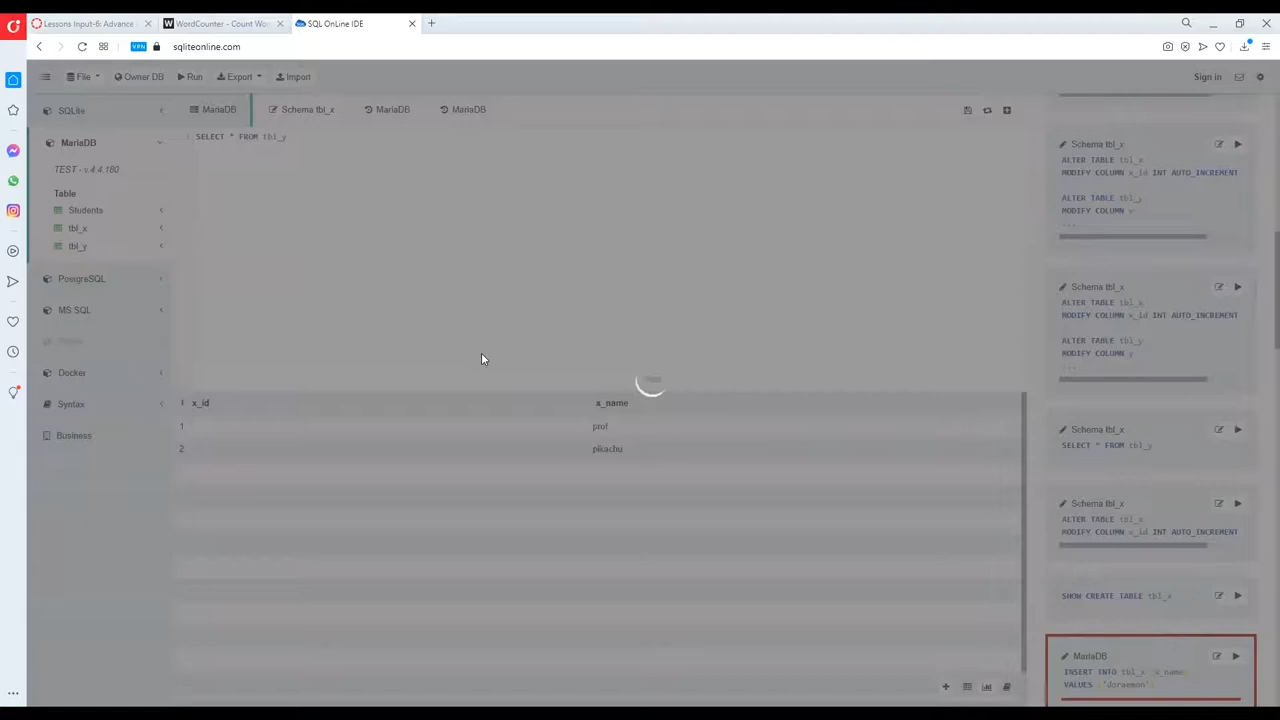 Lessons Input-6: Advance
WordCounter - Count Wor
SQL Online IDE
VPN
sqliteonline.com
File
Owner DB
Run
Export
Import
Sign in
SQLite
MariaDB
TEST - v.4.4.180
Table
Students
tbl_x
tbl_y
PostgreSQL
MS SQL
Docker
Syntax
Business
MariaDB
Schema tbl_x
MariaDB
MariaDB
1 SELECT * FROM tbl_y
! x_id x_name
1 prof
2 pikachu
Schema tbl_x
ALTER TABLE tbl_x
MODIFY COLUMN x_id INT AUTO_INCREMENT
ALTER TABLE tbl_y
MODIFY COLUMN
...
Schema tbl_x
ALTER TABLE tbl_x
MODIFY COLUMN x_id INT AUTO_INCREMENT
ALTER TABLE tbl_y
MODIFY COLUMN
...
Schema tbl_x
SELECT * FROM tbl_y
Schema tbl_x
ALTER TABLE tbl_x
MODIFY COLUMN x_id INT AUTO_INCREMENT
SHOW CREATE TABLE tbl_x
MariaDB
INSERT INTO tbl_x (x_name)
VALUES ('doraemon')